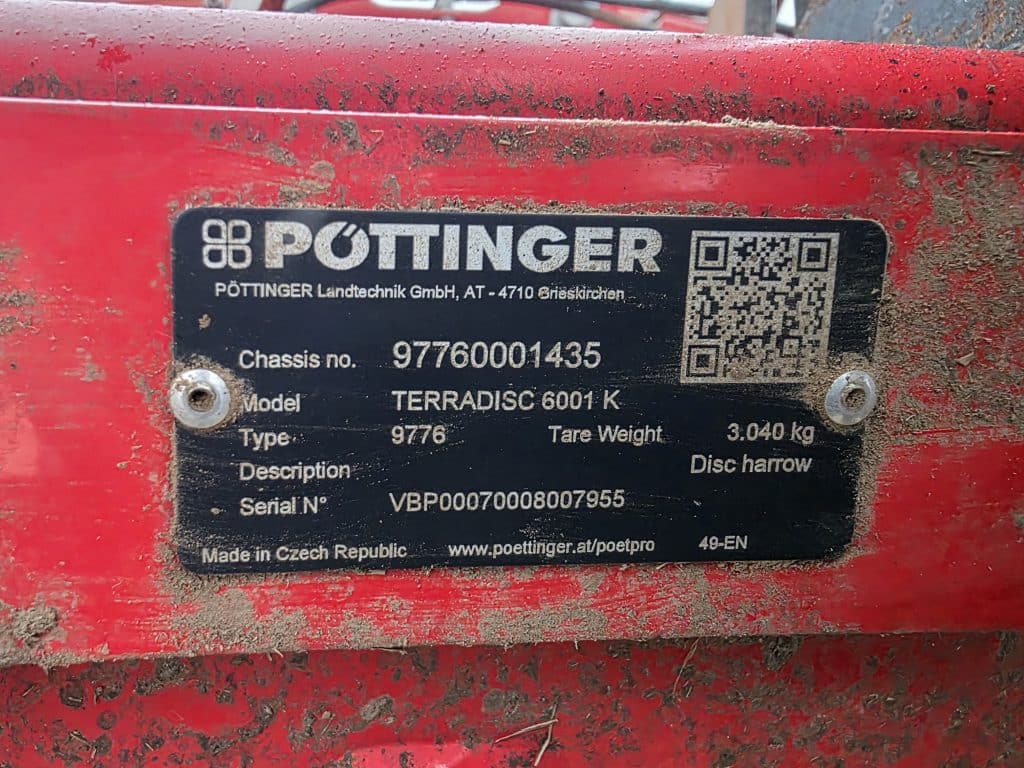 PÖTTINGER
PÖTTINGER Landtechnik GmbH, AT - 4710 Grieskirchen
Chassis no. 97760001435
Model TERRADISC 6001 K
Type 9776 Tare Weight 3.040 kg
Description Disc harrow
Serial N° VBP00070008007955
Made in Czech Republic www.poettinger.at/poetpro 49-EN